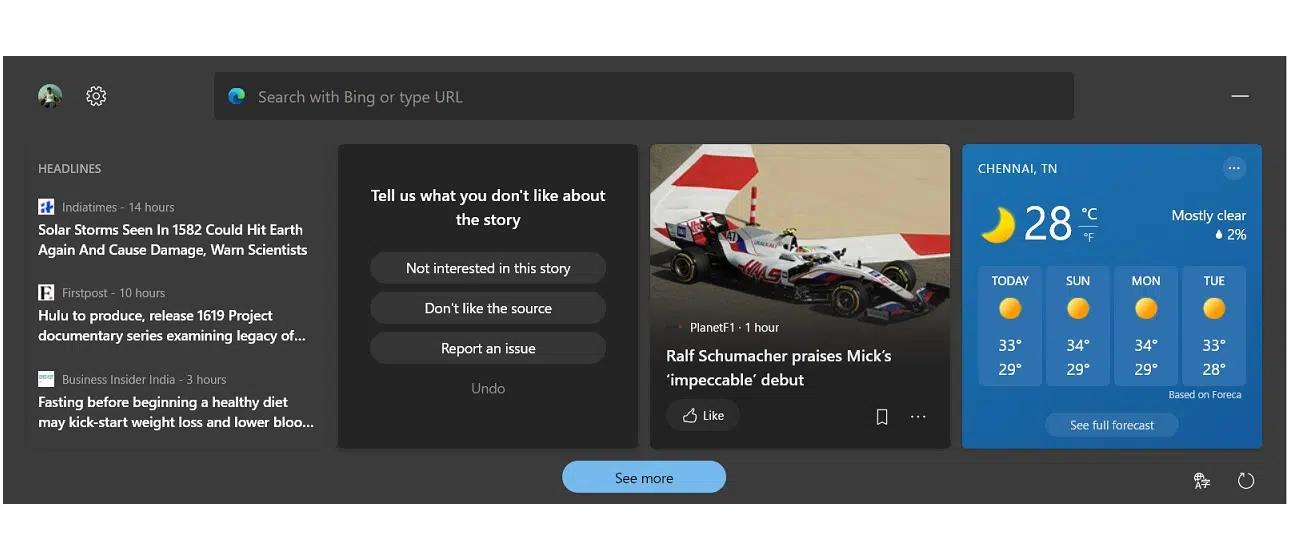 Search with Bing or type URL
HEADLINES
Indiatimes - 14 hours
Solar Storms Seen In 1582 Could Hit Earth
Again And Cause Damage, Warn Scientists
Firstpost - 10 hours
Hulu to produce, release 1619 Project
documentary series examining legacy of...
Business Insider India - 3 hours
Fasting before beginning a healthy diet
may kick-start weight loss and lower bloo...
Tell us what you don't like about
the story
Not interested in this story
Don't like the source
Report an issue
Undo
47
URALKALI
HAAS
PlanetF1 · 1 hour
Ralf Schumacher praises Mick’s
‘impeccable’ debut
Like
CHENNAI, TN
28 °C
°F
Mostly clear
2%
TODAY SUN MON TUE
33° 34° 34° 33°
29° 29° 29° 28°
Based on Foreca
See full forecast
See more